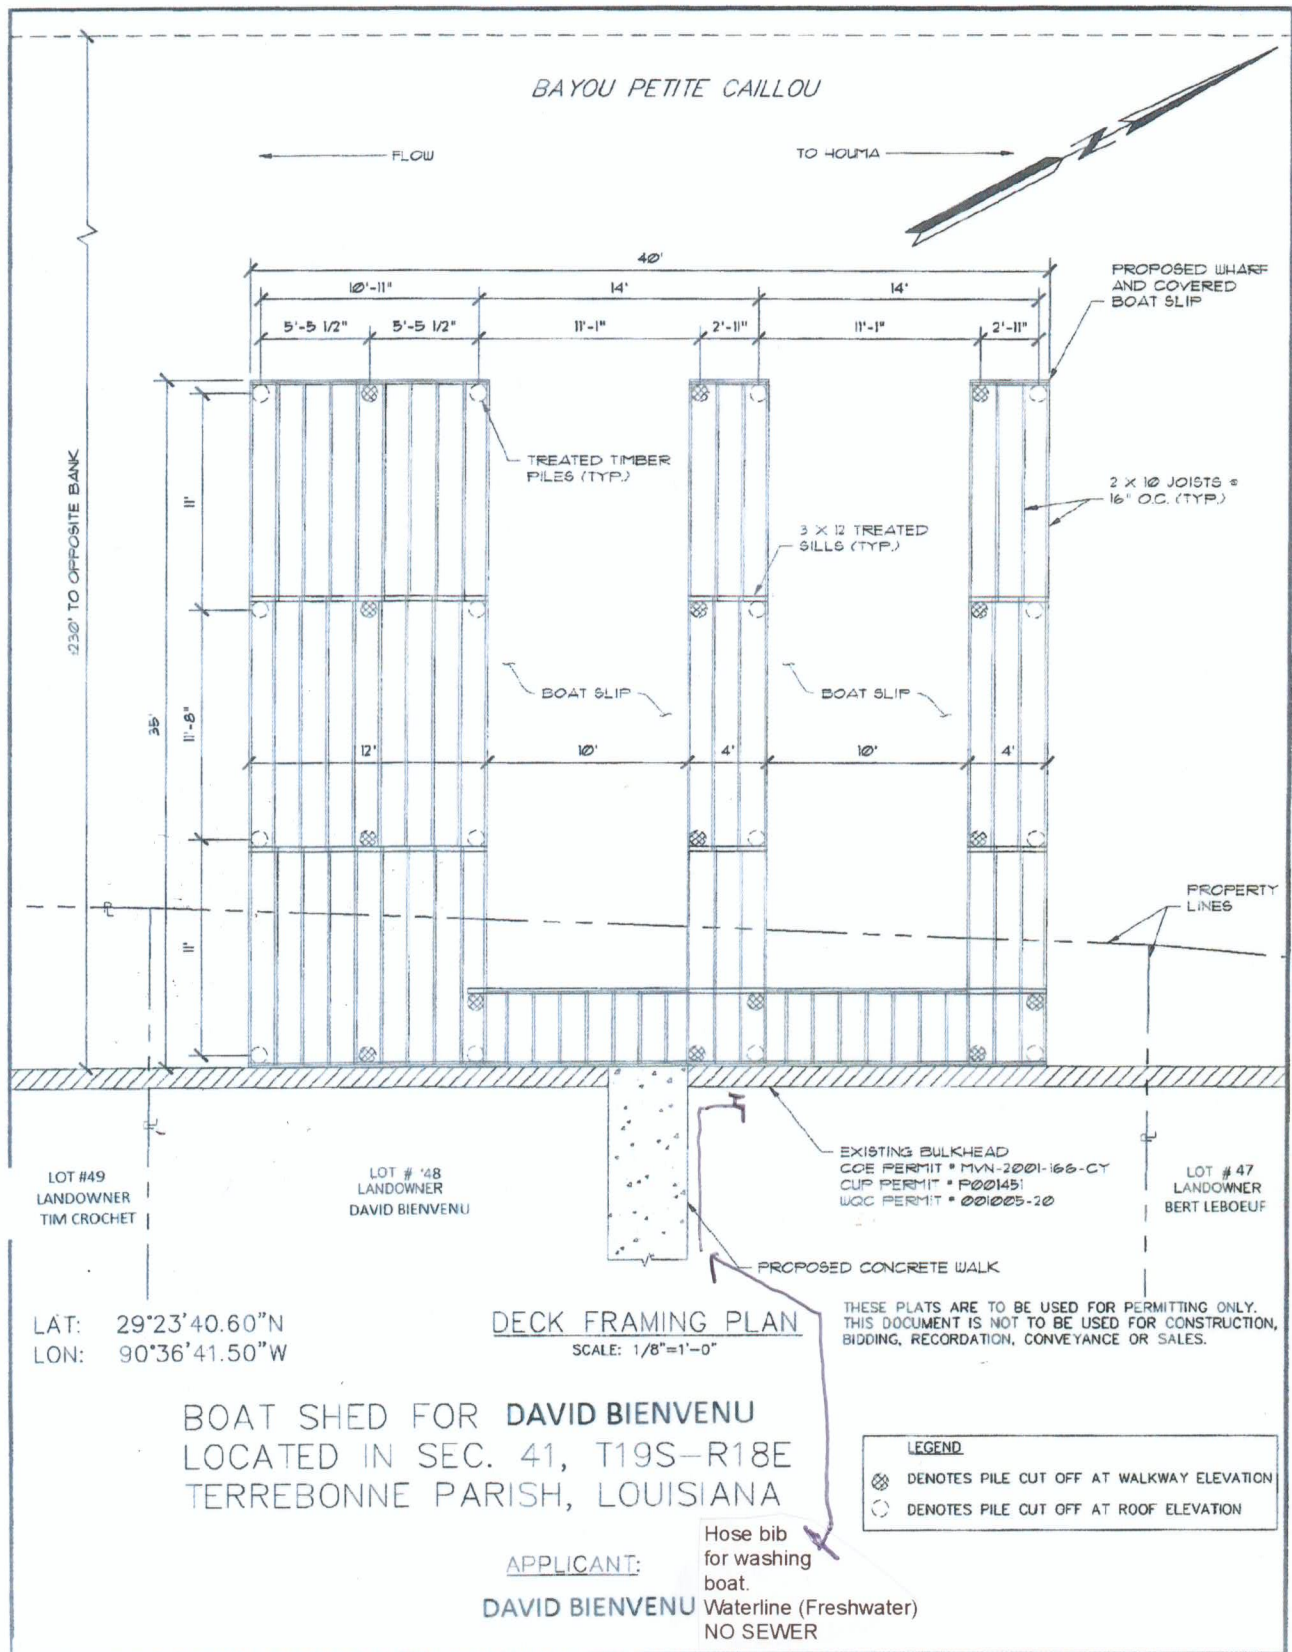 BAYOU PETITE CAILLOU
FLOW
TO HOUMA
40'
10'-11"
14'
14'
5'-5 1/2"
5'-5 1/2"
11'-1"
2'-11"
11'-1"
2'-11"
PROPOSED WHARF
AND COVERED
BOAT SLIP
TREATED TIMBER
PILES (TYP.)
3 X 12 TREATED
SILLS (TYP.)
2 X 10 JOISTS @
16" O.C. (TYP.)
±230' TO OPPOSITE BANK
35'
11'
11'-8"
11'
BOAT SLIP
BOAT SLIP
12'
10'
4'
10'
4'
PROPERTY
LINES
LOT #49
LANDOWNER
TIM CROCHET
LOT # '48
LANDOWNER
DAVID BIENVENU
EXISTING BULKHEAD
COE PERMIT # MVN-2001-166-CY
CUP PERMIT # P001451
WQC PERMIT # 001005-20
LOT # 47
LANDOWNER
BERT LEBOEUF
PROPOSED CONCRETE WALK
LAT: 29°23'40.60"N
LON: 90°36'41.50"W
DECK FRAMING PLAN
SCALE: 1/8"=1'-0"
THESE PLATS ARE TO BE USED FOR PERMITTING ONLY.
THIS DOCUMENT IS NOT TO BE USED FOR CONSTRUCTION,
BIDDING, RECORDATION, CONVEYANCE OR SALES.
BOAT SHED FOR DAVID BIENVENU
LOCATED IN SEC. 41, T19S-R18E
TERREBONNE PARISH, LOUISIANA
LEGEND
DENOTES PILE CUT OFF AT WALKWAY ELEVATION
DENOTES PILE CUT OFF AT ROOF ELEVATION
APPLICANT:
DAVID BIENVENU
Hose bib
for washing
boat.
Waterline (Freshwater)
NO SEWER